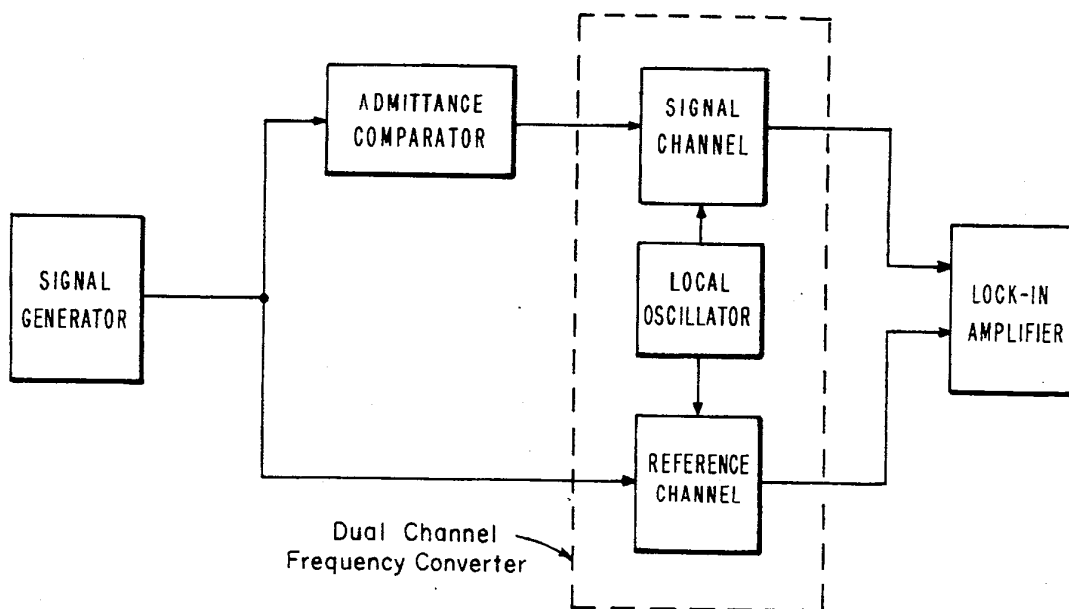 ADMITTANCE
COMPARATOR
SIGNAL
CHANNEL
SIGNAL
GENERATOR
LOCAL
OSCILLATOR
LOCK-IN
AMPLIFIER
REFERENCE
CHANNEL
Dual Channel
Frequency Converter